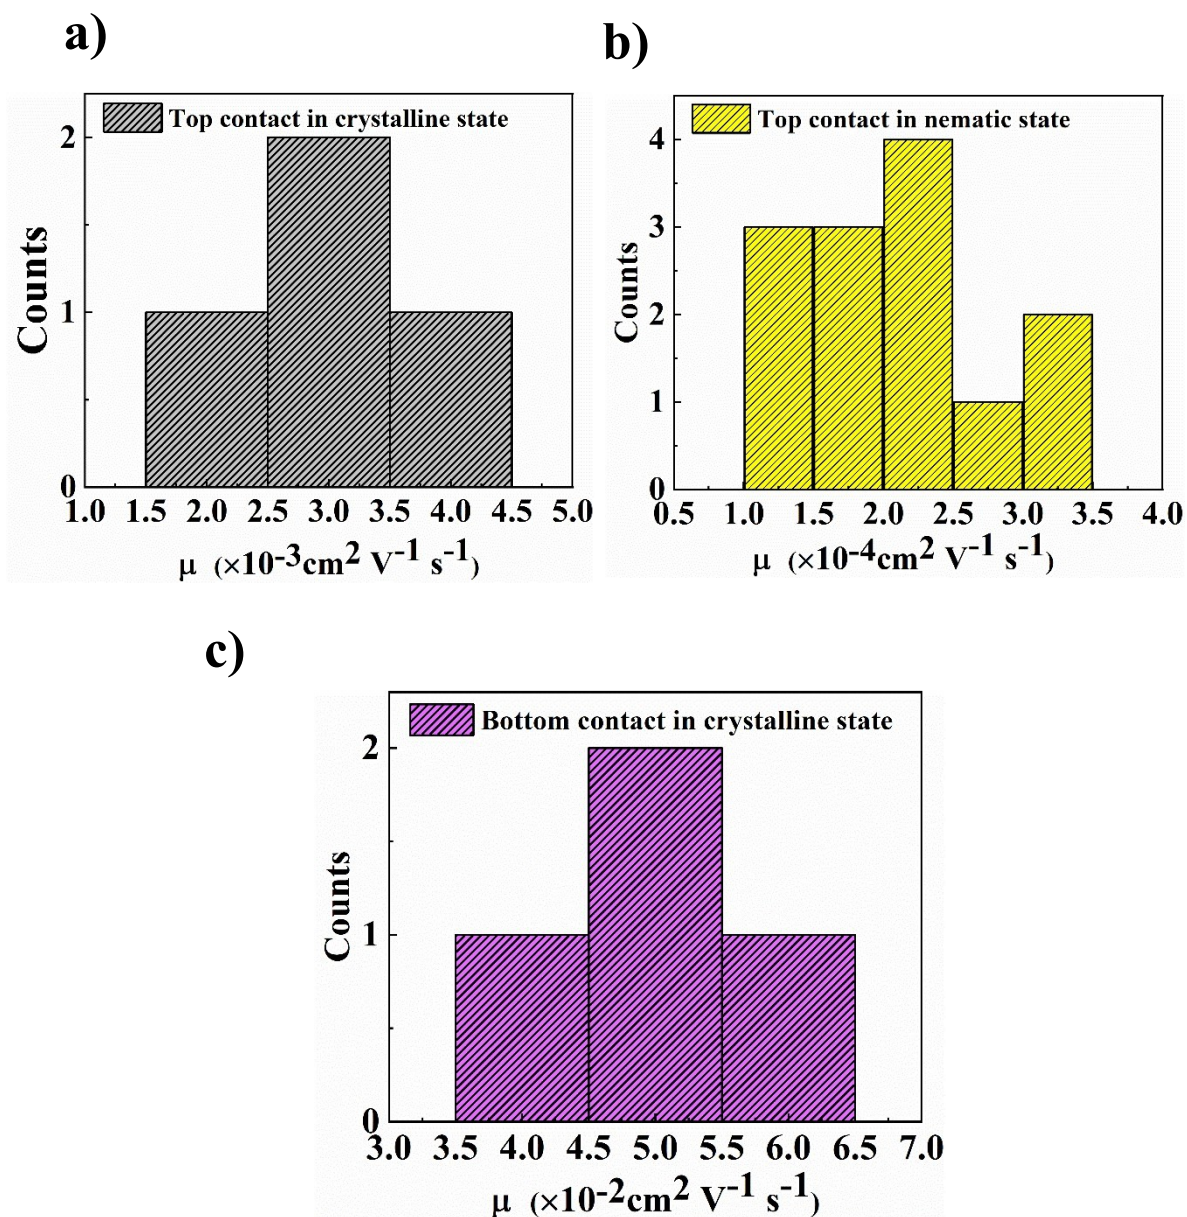 a)
Top contact in crystalline state
2
1
0
Counts
1.0 1.5 2.0 2.5 3.0 3.5 4.0 4.5 5.0
μ (×10⁻³cm² V⁻¹ s⁻¹)
b)
Top contact in nematic state
4
3
2
1
0
Counts
0.5 1.0 1.5 2.0 2.5 3.0 3.5 4.0
μ (×10⁻⁴cm² V⁻¹ s⁻¹)
c)
Bottom contact in crystalline state
2
1
0
Counts
3.0 3.5 4.0 4.5 5.0 5.5 6.0 6.5 7.0
μ (×10⁻²cm² V⁻¹ s⁻¹)